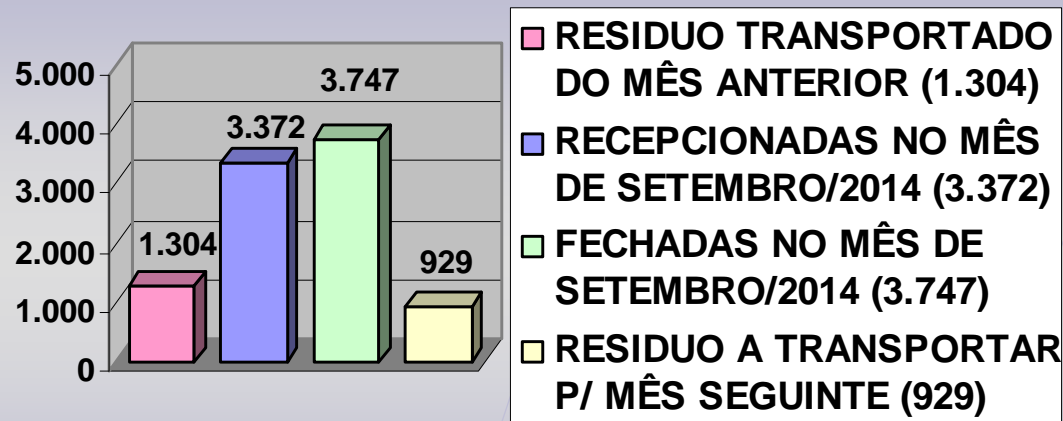 5.000
4.000
3.000
2.000
1.000
0
1.304
3.372
3.747
929
RESIDUO TRANSPORTADO
DO MÊS ANTERIOR (1.304)
RECEPCIONADAS NO MÊS
DE SETEMBRO/2014 (3.372)
FECHADAS NO MÊS DE
SETEMBRO/2014 (3.747)
RESIDUO A TRANSPORTAR
P/ MÊS SEGUINTE (929)